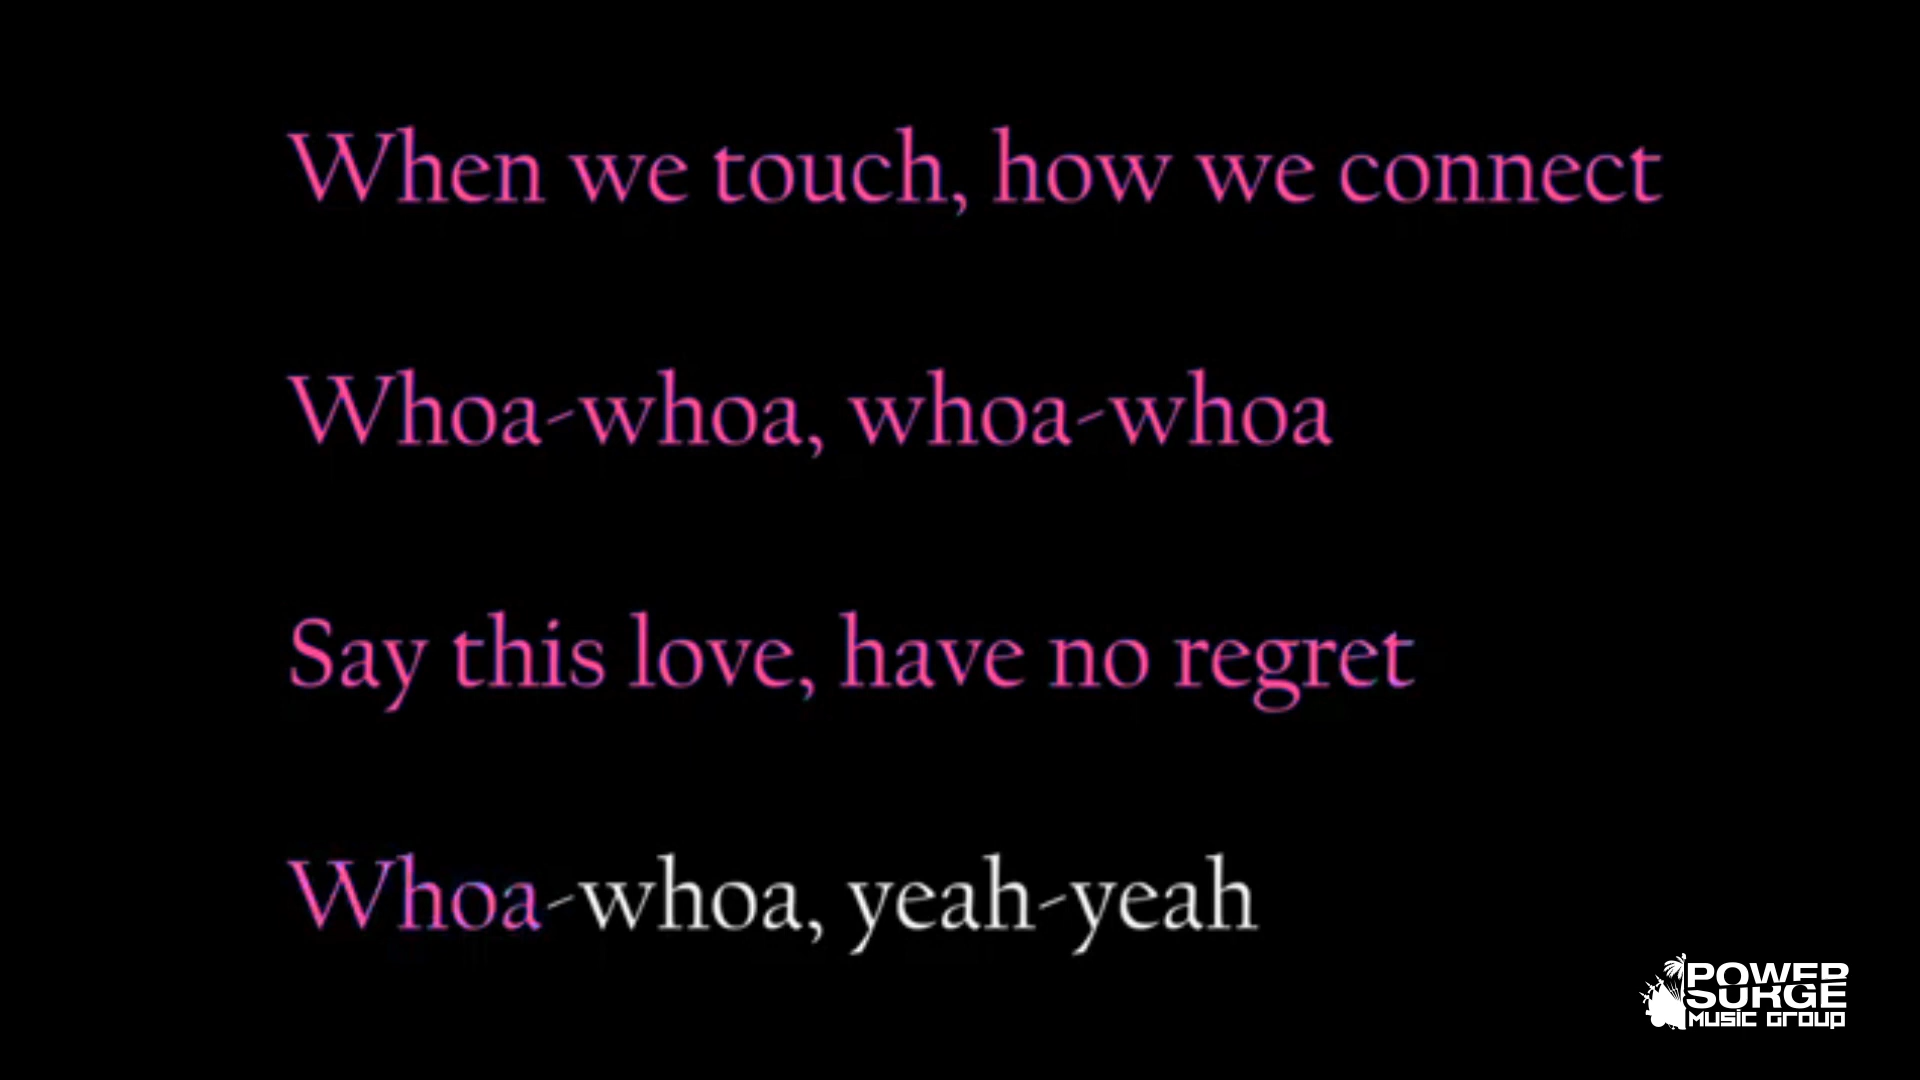 When we touch, how we connect
Whoa-whoa, whoa-whoa
Say this love, have no regret
Whoa-whoa, yeah-yeah
POWER
SURGE
MUSIC GROUP